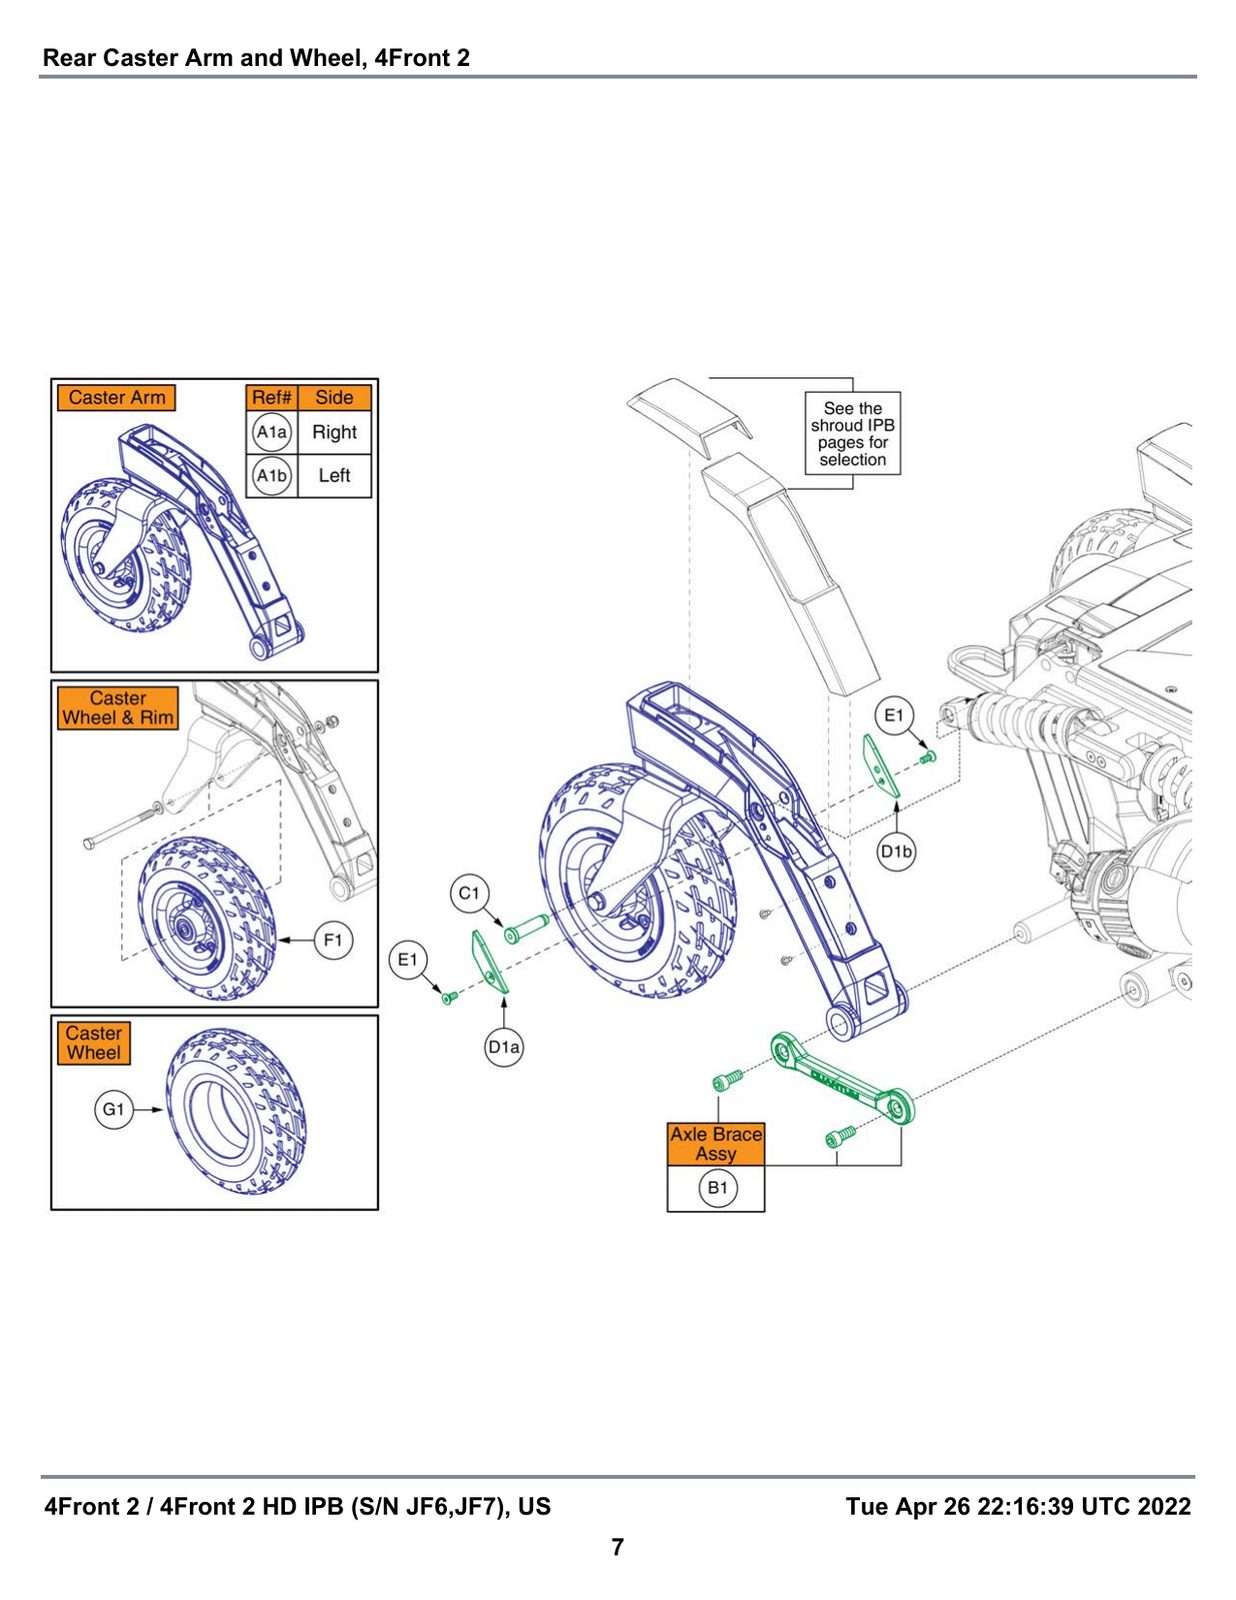 Rear Caster Arm and Wheel, 4Front 2
Caster Arm
Ref# Side
A1a Right
A1b Left
See the
shroud IPB
pages for
selection
Caster
Wheel & Rim
E1
D1b
C1
F1
E1
D1a
Caster
Wheel
G1
QUANTUM
Axle Brace
Assy
B1
4Front 2 / 4Front 2 HD IPB (S/N JF6,JF7), US
Tue Apr 26 22:16:39 UTC 2022
7